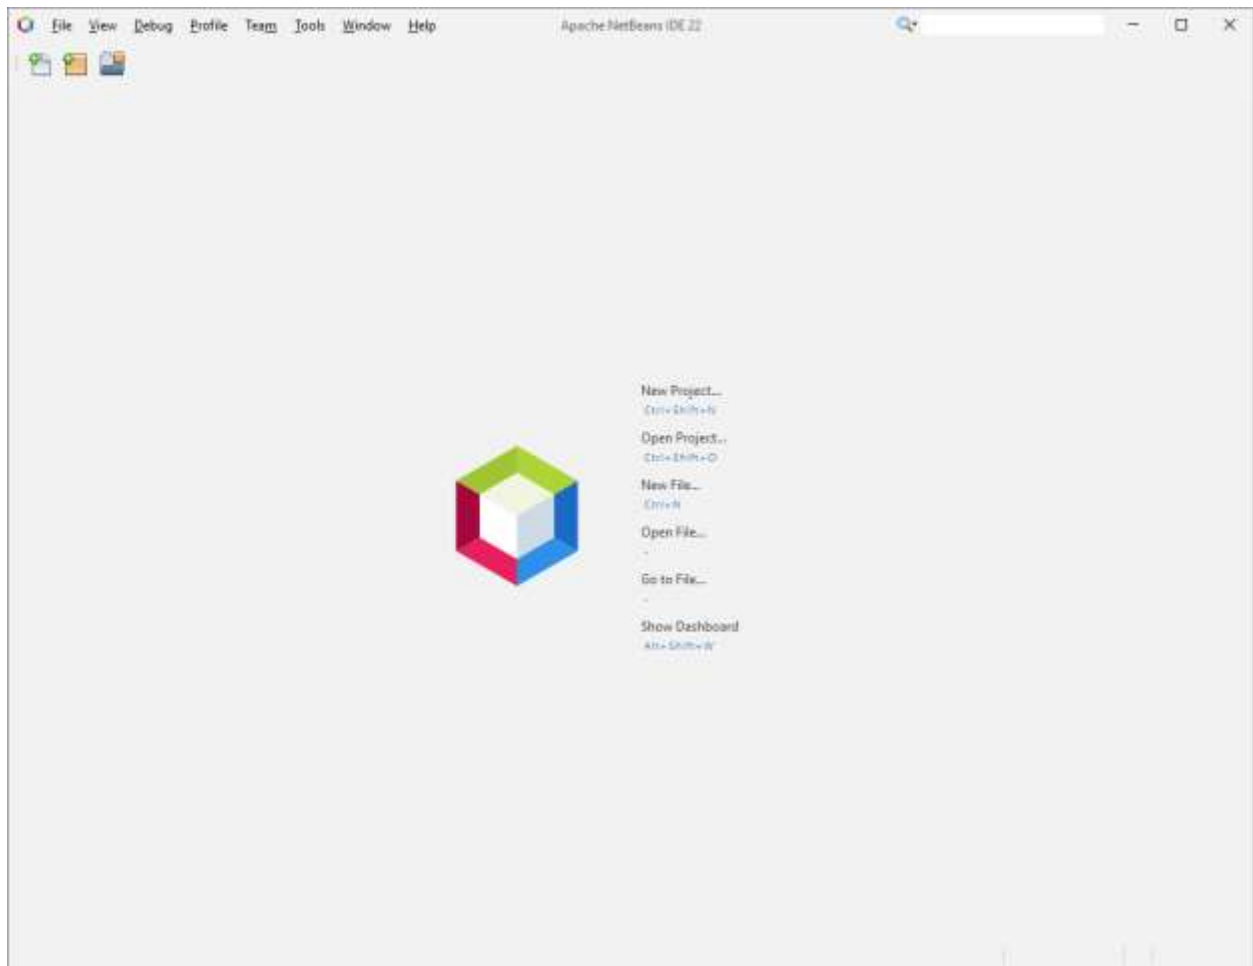 File View Debug Profile Team Tools Window Help Apache NetBeans IDE 22
New Project...
Ctrl+Shift+N
Open Project...
Ctrl+Shift+O
New File...
Ctrl+N
Open File...
-
Go to File...
-
Show Dashboard
Alt+Shift+W